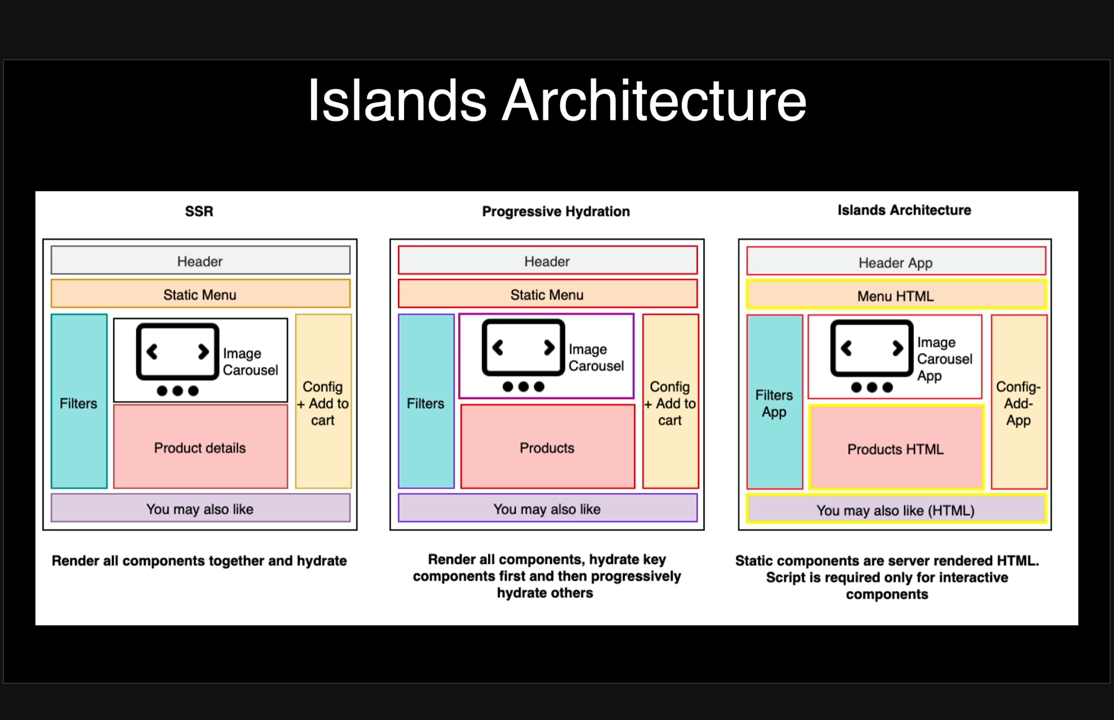 Islands Architecture
SSR
Header
Static Menu
Filters
Image
Carousel
Config
+ Add to
cart
Product details
You may also like
Render all components together and hydrate
Progressive Hydration
Header
Static Menu
Filters
Image
Carousel
Config
+ Add to
cart
Products
You may also like
Render all components, hydrate key
components first and then progressively
hydrate others
Islands Architecture
Header App
Menu HTML
Filters
App
Image
Carousel
App
Config-
Add-
App
Products HTML
You may also like (HTML)
Static components are server rendered HTML.
Script is required only for interactive
components